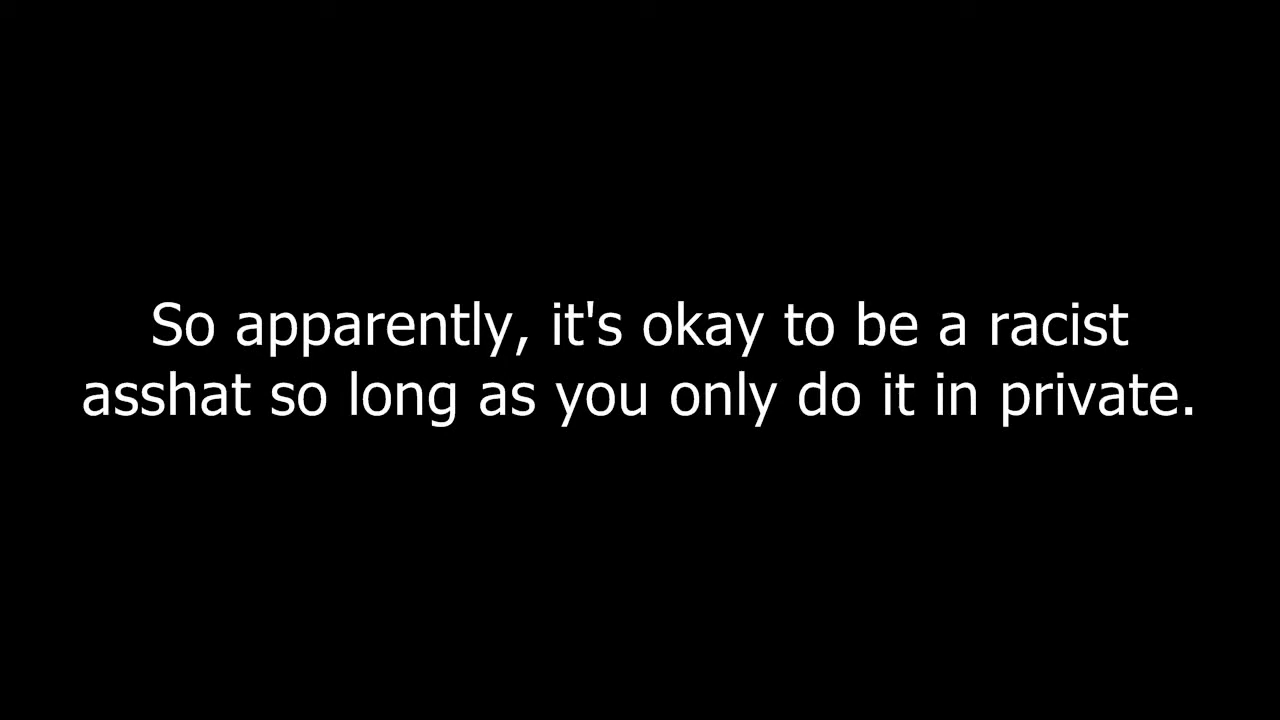 So apparently, it's okay to be a racist
asshat so long as you only do it in private.